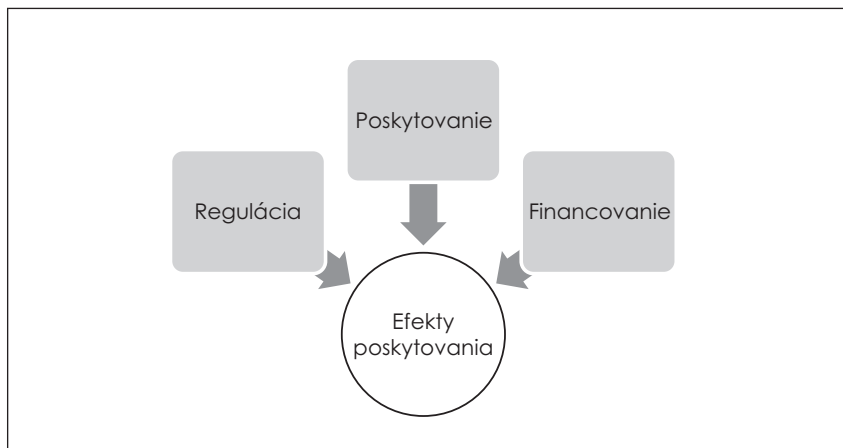 Poskytovanie
Regulácia
Financovanie
Efekty
poskytovania